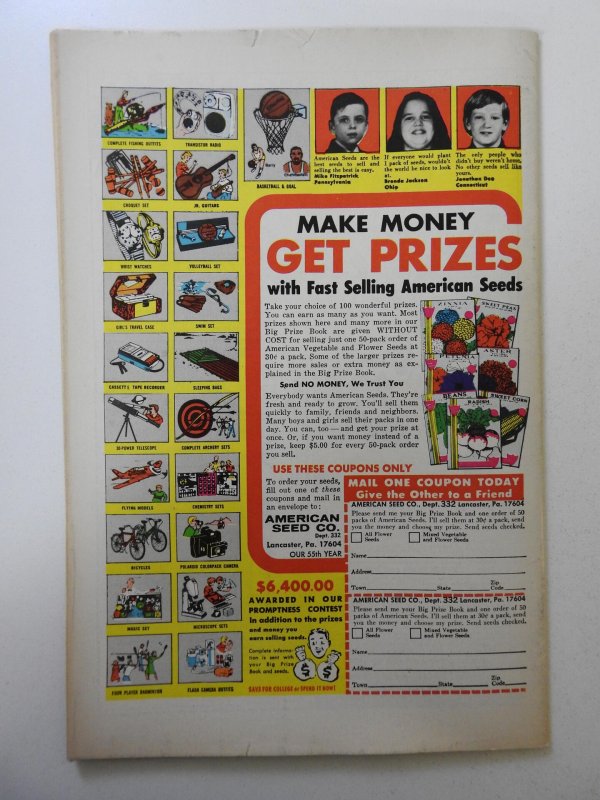 COMPLETE FISHING OUTFITS
TRANSISTOR RADIO
BASKETBALL & GOAL
CROQUET SET
JR. GUITARS
WRIST WATCHES
VOLLEYBALL SET
GIRL'S TRAVEL CASE
SWIM SET
CASSETTE TAPE RECORDER
SLEEPING BAGS
30-POWER TELESCOPE
COMPLETE ARCHERY SETS
FLYING MODELS
CHEMISTRY SETS
BICYCLES
POLAROID COLORPACK CAMERA
MAGIC SET
MICROSCOPE SETS
FOUR PLAYER BADMINTON
FLASH CAMERA OUTFITS
American Seeds are the
best seeds to sell and
selling the best is easy.
Mike Fitzpatrick
Pennsylvania
If everyone would plant
1 pack of seeds, wouldn't
the world be nice to look
at.
Brenda Jackson
Ohio
The only people who
didn't buy weren't home.
No other seeds sell like
yours.
Jonathan Dea
Connecticut
MAKE MONEY
GET PRIZES
with Fast Selling American Seeds
Take your choice of 100 wonderful prizes.
You can earn as many as you want. Most
prizes shown here and many more in our
Big Prize Book are given WITHOUT
COST for selling just one 50-pack order of
American Vegetable and Flower Seeds at
30¢ a pack. Some of the larger prizes re-
quire more sales or extra money as ex-
plained in the Big Prize Book.
Send NO MONEY, We Trust You
Everybody wants American Seeds. They're
fresh and ready to grow. You'll sell them
quickly to family, friends and neighbors.
Many boys and girls sell their packs in one
day. You can, too — and get your prize at
once. Or, if you want money instead of a
prize, keep $5.00 for every 50-pack order
you sell.
ZINNIA
SWEET PEAS
PETUNIA
ASTER
BEANS
RADISH
SWEET CORN
USE THESE COUPONS ONLY
To order your seeds,
fill out one of these
coupons and mail in
an envelope to:
AMERICAN
SEED CO.
Dept. 332
Lancaster, Pa. 17604
OUR 55th YEAR
$6,400.00
AWARDED IN OUR
PROMPTNESS CONTEST
In addition to the prizes
and money you
earn selling seeds.
Complete informa-
tion is sent with
your Big Prize
Book and seeds.
SAVE FOR COLLEGE or SPEND IT NOW!
MAIL ONE COUPON TODAY
Give the Other to a Friend
AMERICAN SEED CO., Dept. 332 Lancaster, Pa. 17604
Please send me your Big Prize Book and one order of 50
packs of American Seeds. I'll sell them at 30¢ a pack, send
you the money and choose my prize. Send seeds checked.
All Flower
Seeds
Mixed Vegetable
and Flower Seeds
Name
Address
Town State Zip Code
AMERICAN SEED CO., Dept. 332 Lancaster, Pa. 17604
Please send me your Big Prize Book and one order of 50
packs of American Seeds. I'll sell them at 30¢ a pack, send
you the money and choose my prize. Send seeds checked.
All Flower
Seeds
Mixed Vegetable
and Flower Seeds
Name
Address
Town State Zip Code